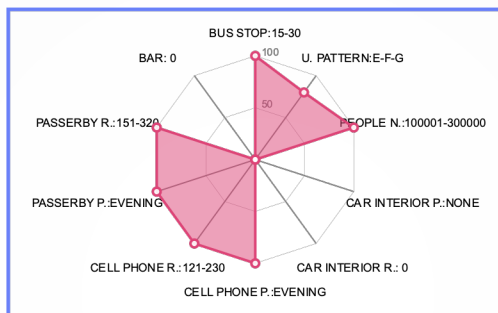 BUS STOP:15-30
BAR: 0
100
U. PATTERN:E-F-G
50
PASSERBY R.:151-320
PEOPLE N.:100001-300000
PASSERBY P.:EVENING
CAR INTERIOR P.:NONE
CELL PHONE R.:121-230
CAR INTERIOR R.: 0
CELL PHONE P.:EVENING